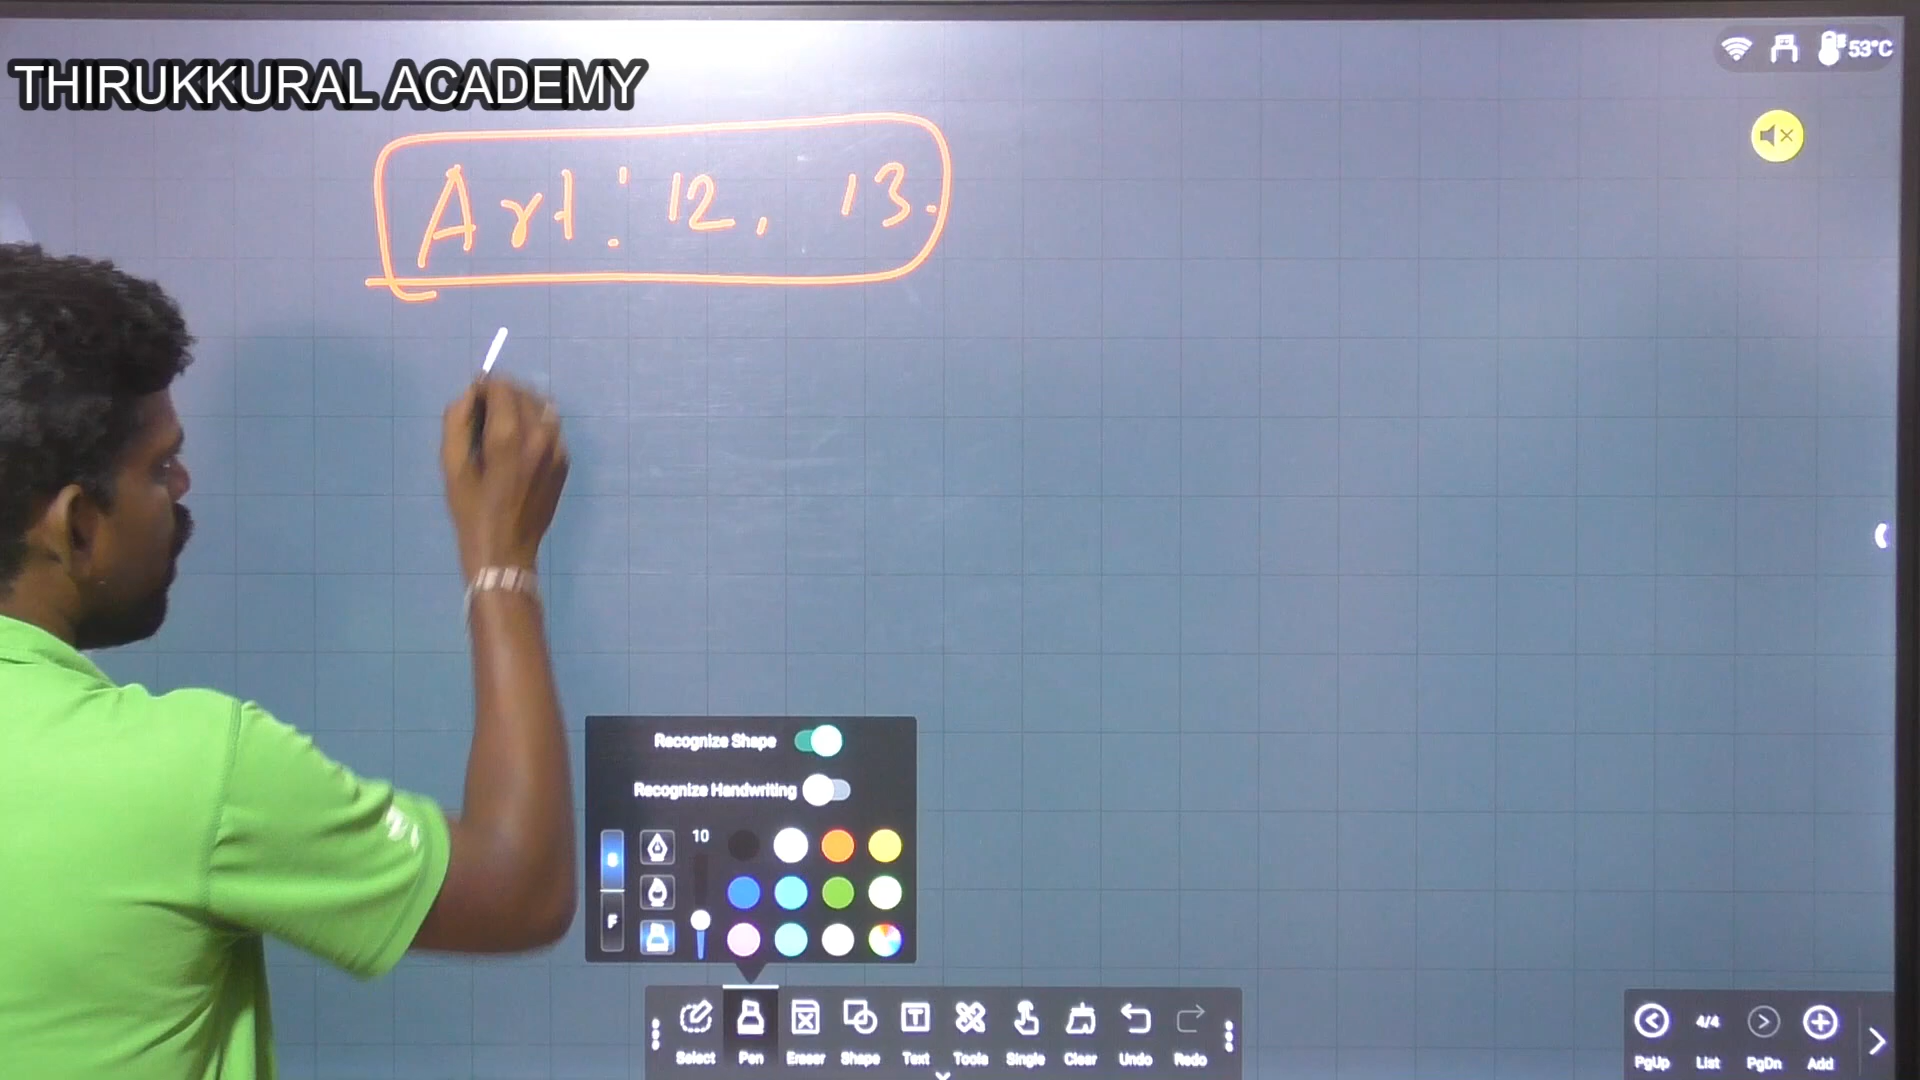 THIRUKKURAL ACADEMY
53°C
Art: 12, 13.
Recognize Shape
Recognize Handwriting
10
B
F
Select Pen Eraser Shape Text Tools Single Clear Undo Redo
4/4
PgUp List PgDn Add